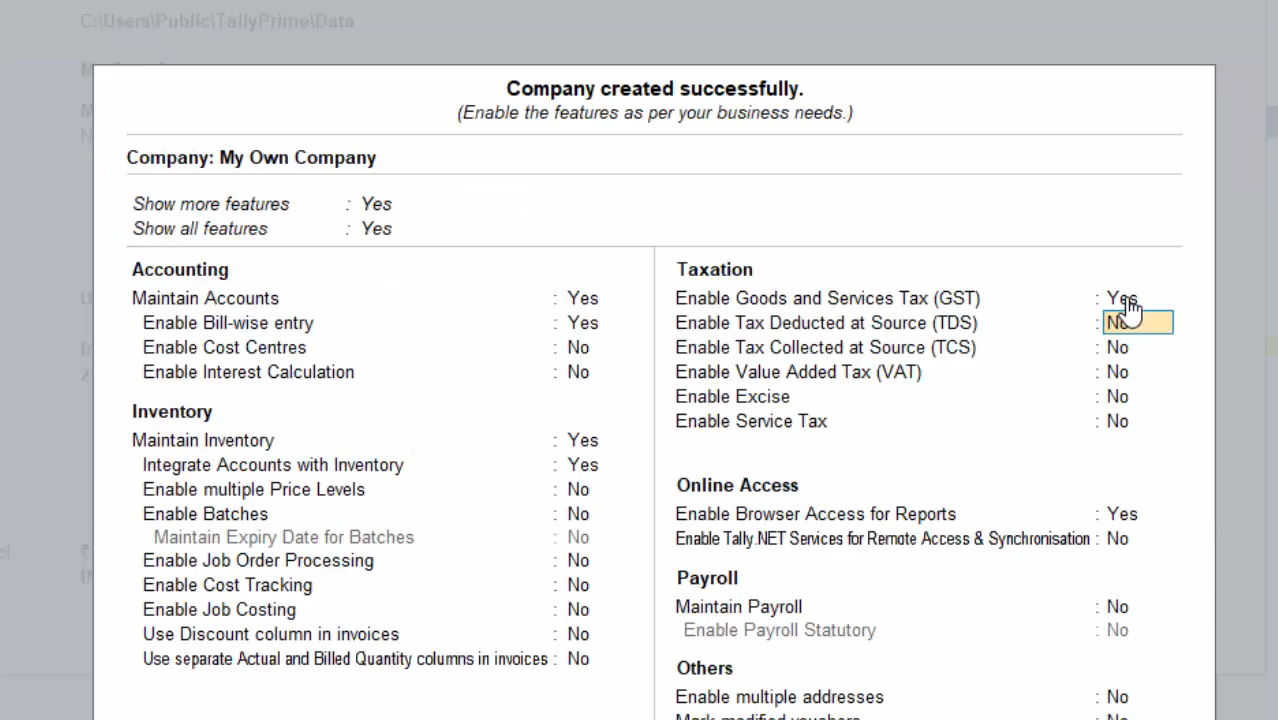 C:\Users\Public\TallyPrime\Data
Company created successfully.
(Enable the features as per your business needs.)
Company: My Own Company
Show more features : Yes
Show all features : Yes
Accounting
Maintain Accounts : Yes
Enable Bill-wise entry : Yes
Enable Cost Centres : No
Enable Interest Calculation : No
Inventory
Maintain Inventory : Yes
Integrate Accounts with Inventory : Yes
Enable multiple Price Levels : No
Enable Batches : No
Maintain Expiry Date for Batches : No
Enable Job Order Processing : No
Enable Cost Tracking : No
Enable Job Costing : No
Use Discount column in invoices : No
Use separate Actual and Billed Quantity columns in invoices : No
Taxation
Enable Goods and Services Tax (GST) : Yes
Enable Tax Deducted at Source (TDS) : No
Enable Tax Collected at Source (TCS) : No
Enable Value Added Tax (VAT) : No
Enable Excise : No
Enable Service Tax : No
Online Access
Enable Browser Access for Reports : Yes
Enable Tally.NET Services for Remote Access & Synchronisation : No
Payroll
Maintain Payroll : No
Enable Payroll Statutory : No
Others
Enable multiple addresses : No
Mark modified vouchers : No